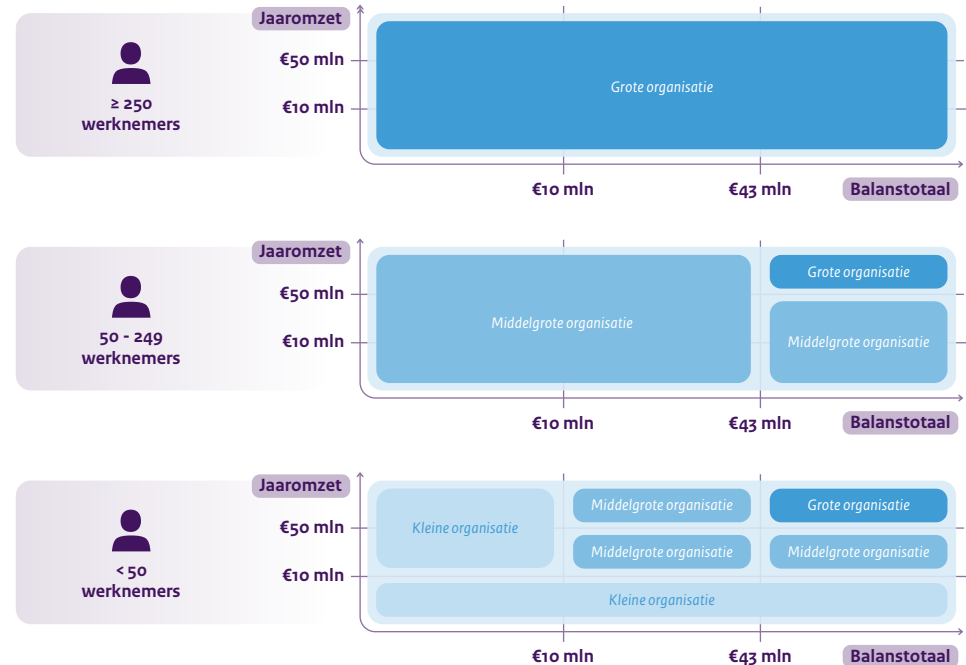 Jaaromzet
€50 mln
€10 mln
≥ 250
werknemers
Grote organisatie
€10 mln
€43 mln
Balanstotaal
Jaaromzet
€50 mln
€10 mln
50 - 249
werknemers
Middelgrote organisatie
Grote organisatie
Middelgrote organisatie
€10 mln
€43 mln
Balanstotaal
Jaaromzet
€50 mln
€10 mln
< 50
werknemers
Kleine organisatie
Middelgrote organisatie
Grote organisatie
Middelgrote organisatie
Middelgrote organisatie
Kleine organisatie
€10 mln
€43 mln
Balanstotaal